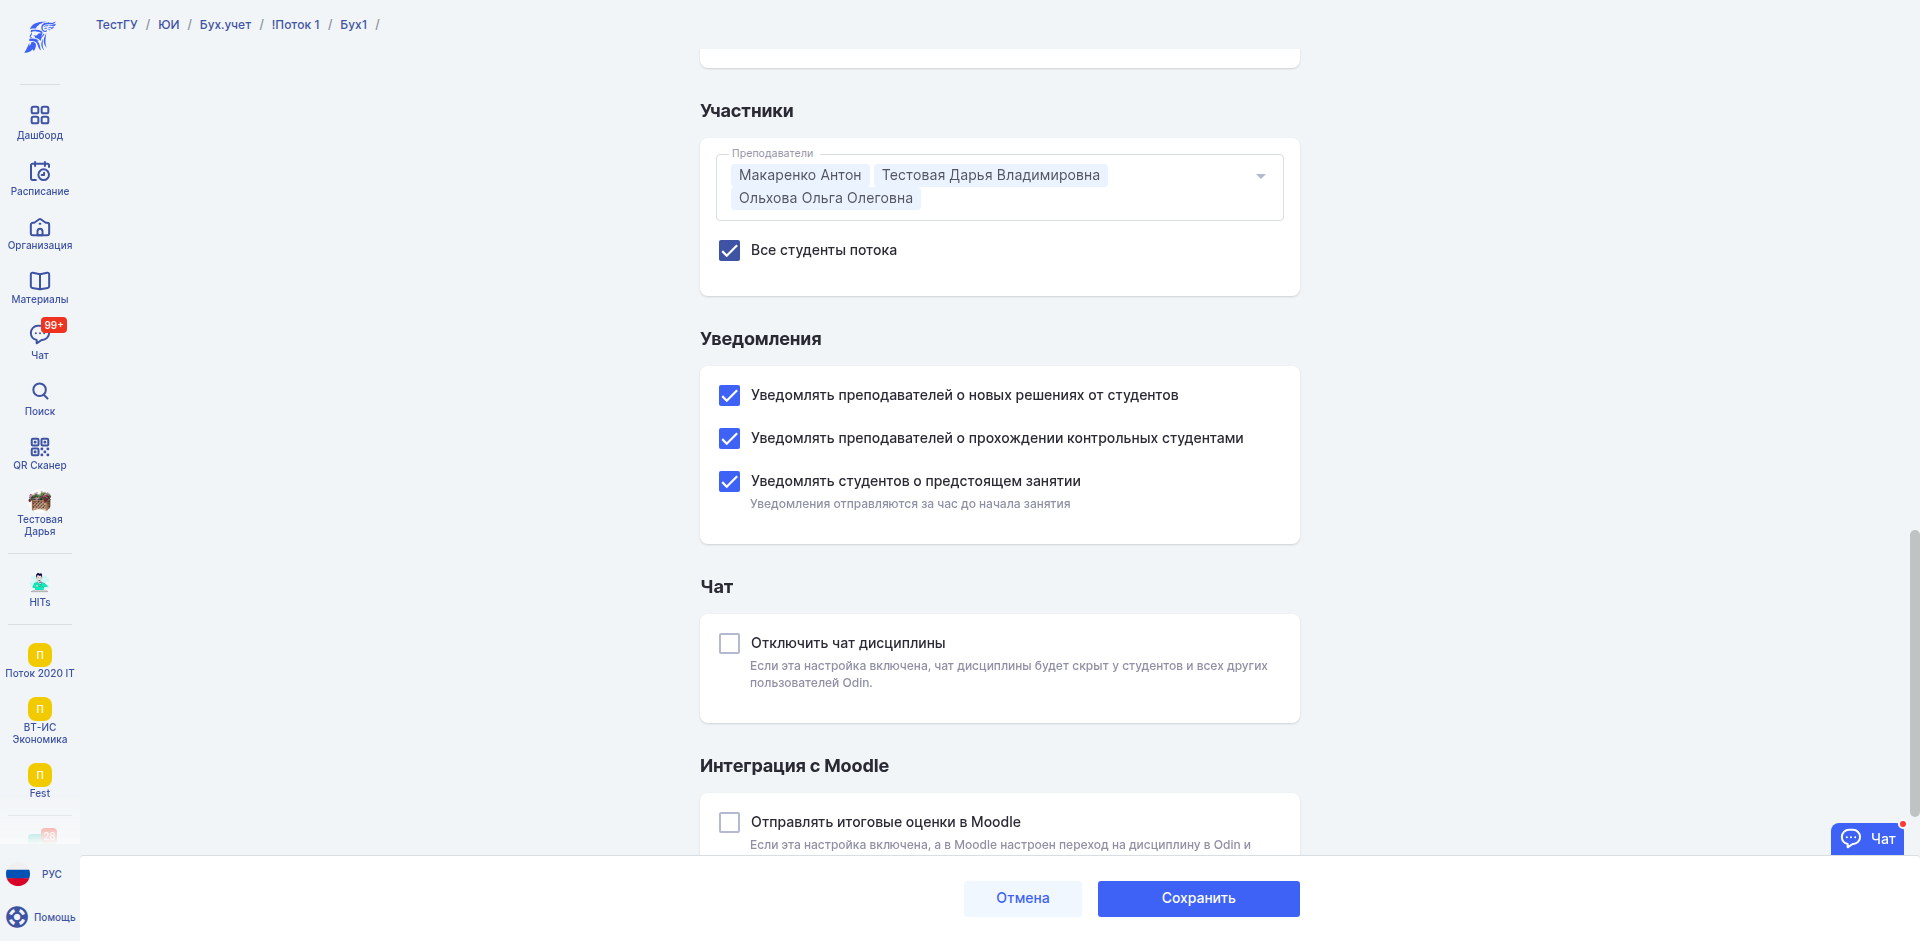 ТестГУ / ЮИ / Бух.учет / !Поток 1 / Бух1 /
Дашборд
Расписание
Организация
Материалы
99+
Чат
Поиск
QR Сканер
Тестовая
Дарья
HITs
П
Поток 2020 IT
П
ВТ-ИС
Экономика
П
Fest
28
РУС
Помощь
Участники
Преподаватели
Макаренко Антон Тестовая Дарья Владимировна
Ольхова Ольга Олеговна
Все студенты потока
Уведомления
Уведомлять преподавателей о новых решениях от студентов
Уведомлять преподавателей о прохождении контрольных студентами
Уведомлять студентов о предстоящем занятии
Уведомления отправляются за час до начала занятия
Чат
Отключить чат дисциплины
Если эта настройка включена, чат дисциплины будет скрыт у студентов и всех других
пользователей Odin.
Интеграция с Moodle
Отправлять итоговые оценки в Moodle
Если эта настройка включена, а в Moodle настроен переход на дисциплину в Odin и
Чат
Отмена
Сохранить